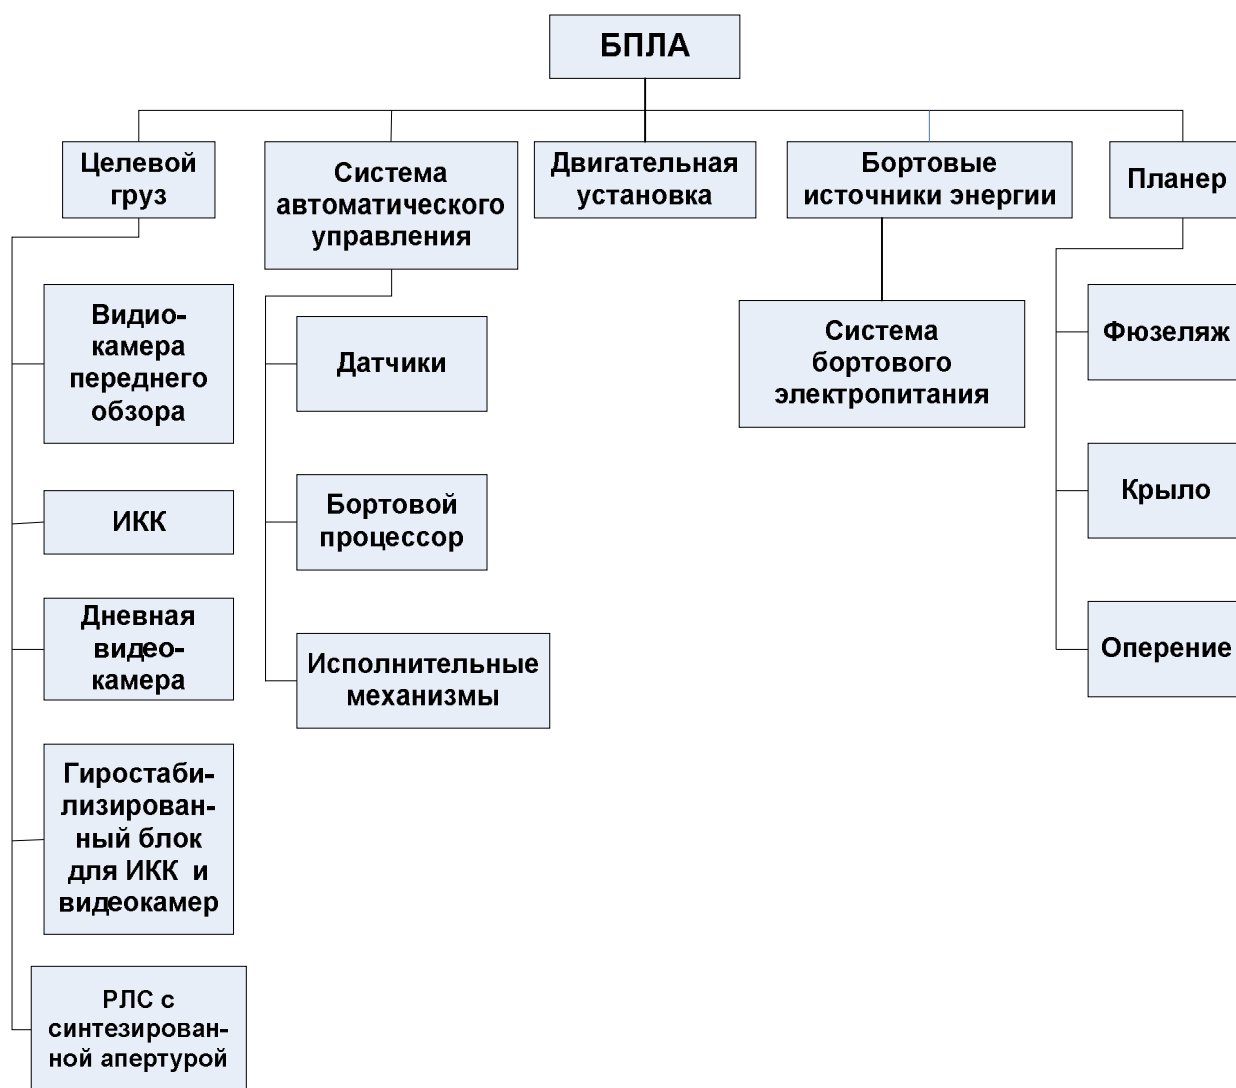 БПЛА
Целевой
груз
Система
автоматического
управления
Двигательная
установка
Бортовые
источники энергии
Планер
Видио-
камера
переднего
обзора
ИКК
Дневная
видео-
камера
Гиростаби-
лизирован-
ный блок
для ИКК и
видеокамер
РЛС с
синтезирован-
ной апертурой
Датчики
Бортовой
процессор
Исполнительные
механизмы
Система
бортового
электропитания
Фюзеляж
Крыло
Оперение